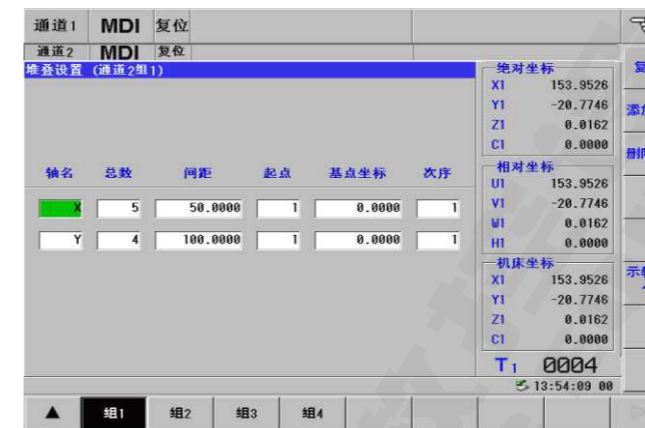 通道1 MDI 复位
通道2 MDI 复位
堆叠设置 (通道2组1)
轴名 总数 间距 起点 基点坐标 次序
X 5 50.0000 1 0.0000 1
Y 4 100.0000 1 0.0000 1
绝对坐标
X1 153.9526
Y1 -20.7746
Z1 0.0162
C1 0.0000
相对坐标
U1 153.9526
V1 -20.7746
W1 0.0162
H1 0.0000
机床坐标
X1 153.9526
Y1 -20.7746
Z1 0.0162
C1 0.0000
T1 0004
13:54:09 00
▲ 组1 组2 组3 组4